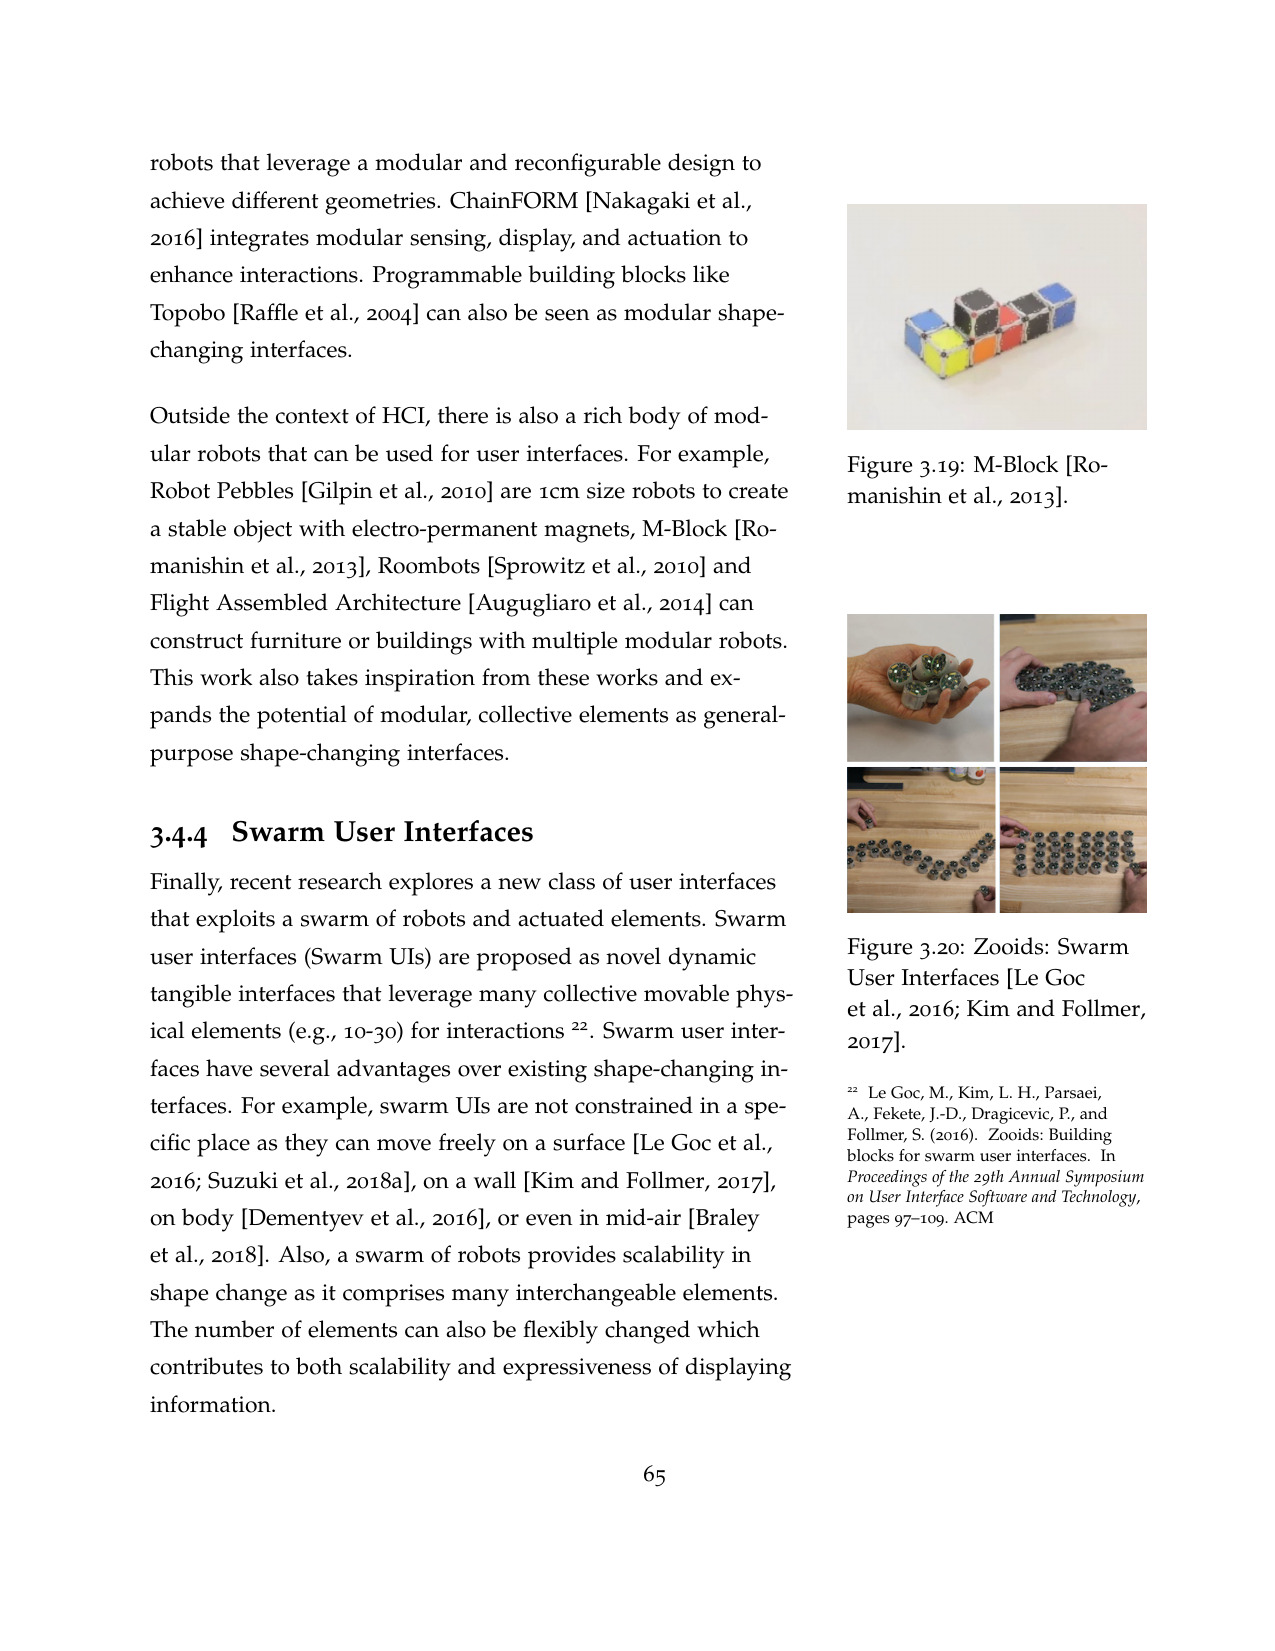 robots that leverage a modular and reconfigurable design to
achieve different geometries. ChainFORM [Nakagaki et al.,
2016] integrates modular sensing, display, and actuation to
enhance interactions. Programmable building blocks like
Topobo [Raffle et al., 2004] can also be seen as modular shape-
changing interfaces.
Outside the context of HCI, there is also a rich body of mod-
ular robots that can be used for user interfaces. For example,
Robot Pebbles [Gilpin et al., 2010] are 1cm size robots to create
a stable object with electro-permanent magnets, M-Block [Ro-
manishin et al., 2013], Roombots [Sprowitz et al., 2010] and
Flight Assembled Architecture [Augugliaro et al., 2014] can
construct furniture or buildings with multiple modular robots.
This work also takes inspiration from these works and ex-
pands the potential of modular, collective elements as general-
purpose shape-changing interfaces.
3.4.4 Swarm User Interfaces
Finally, recent research explores a new class of user interfaces
that exploits a swarm of robots and actuated elements. Swarm
user interfaces (Swarm UIs) are proposed as novel dynamic
tangible interfaces that leverage many collective movable phys-
ical elements (e.g., 10-30) for interactions 22. Swarm user inter-
faces have several advantages over existing shape-changing in-
terfaces. For example, swarm UIs are not constrained in a spe-
cific place as they can move freely on a surface [Le Goc et al.,
2016; Suzuki et al., 2018a], on a wall [Kim and Follmer, 2017],
on body [Dementyev et al., 2016], or even in mid-air [Braley
et al., 2018]. Also, a swarm of robots provides scalability in
shape change as it comprises many interchangeable elements.
The number of elements can also be flexibly changed which
contributes to both scalability and expressiveness of displaying
information.
Figure 3.19: M-Block [Ro-
manishin et al., 2013].
Figure 3.20: Zooids: Swarm
User Interfaces [Le Goc
et al., 2016; Kim and Follmer,
2017].
22 Le Goc, M., Kim, L. H., Parsaei,
A., Fekete, J.-D., Dragicevic, P., and
Follmer, S. (2016). Zooids: Building
blocks for swarm user interfaces. In
Proceedings of the 29th Annual Symposium
on User Interface Software and Technology,
pages 97–109. ACM
65